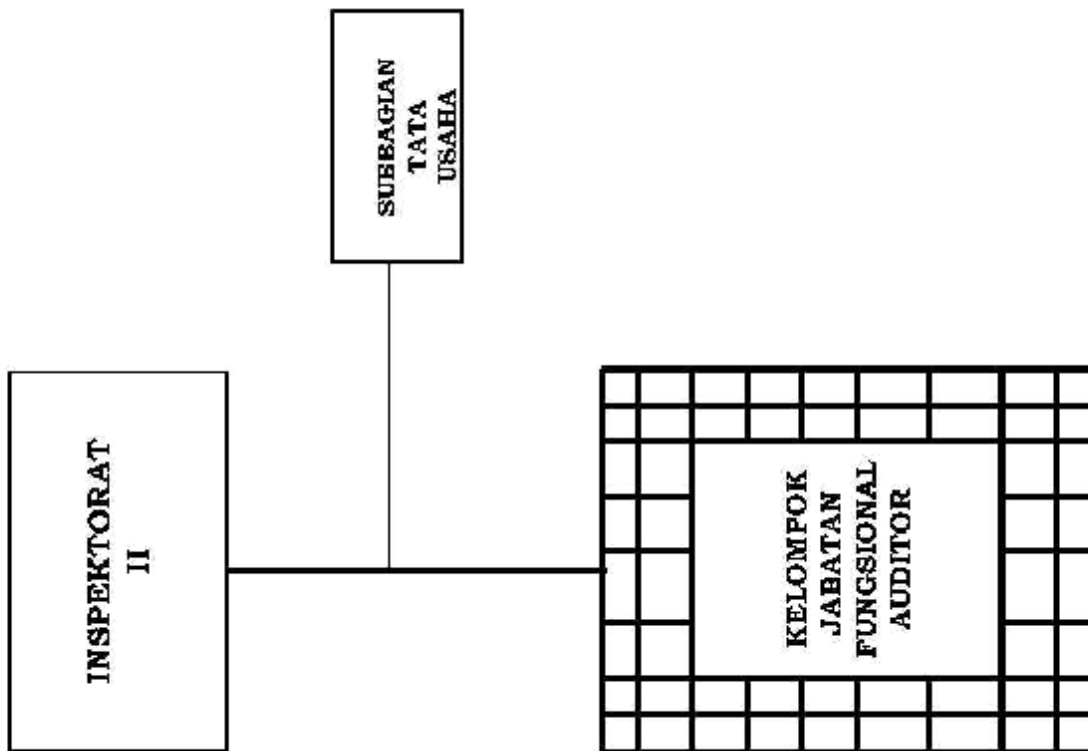 INSPEKTORAT
II
SUBBAGIAN
TATA
USAHA
KELOMPOK
JABATAN
FUNGSIONAL
AUDITOR